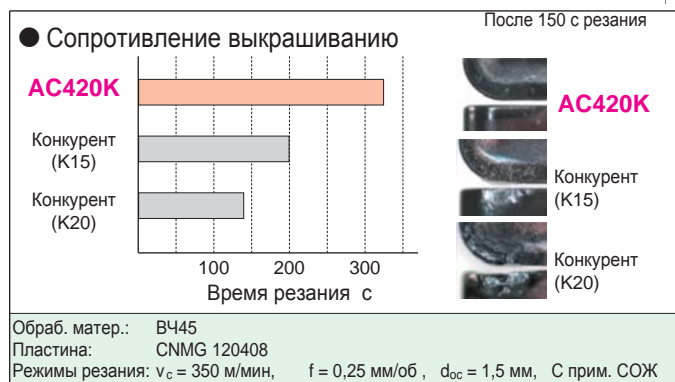 После 150 с резания
● Сопротивление выкрашиванию
AC420K
Конкурент
(K15)
Конкурент
(K20)
100 200 300
Время резания с
AC420K
Конкурент
(K15)
Конкурент
(K20)
Обраб. матер.: ВЧ45
Пластина: CNMG 120408
Режимы резания: vc = 350 м/мин, f = 0,25 мм/об , doc = 1,5 мм, С прим. СОЖ